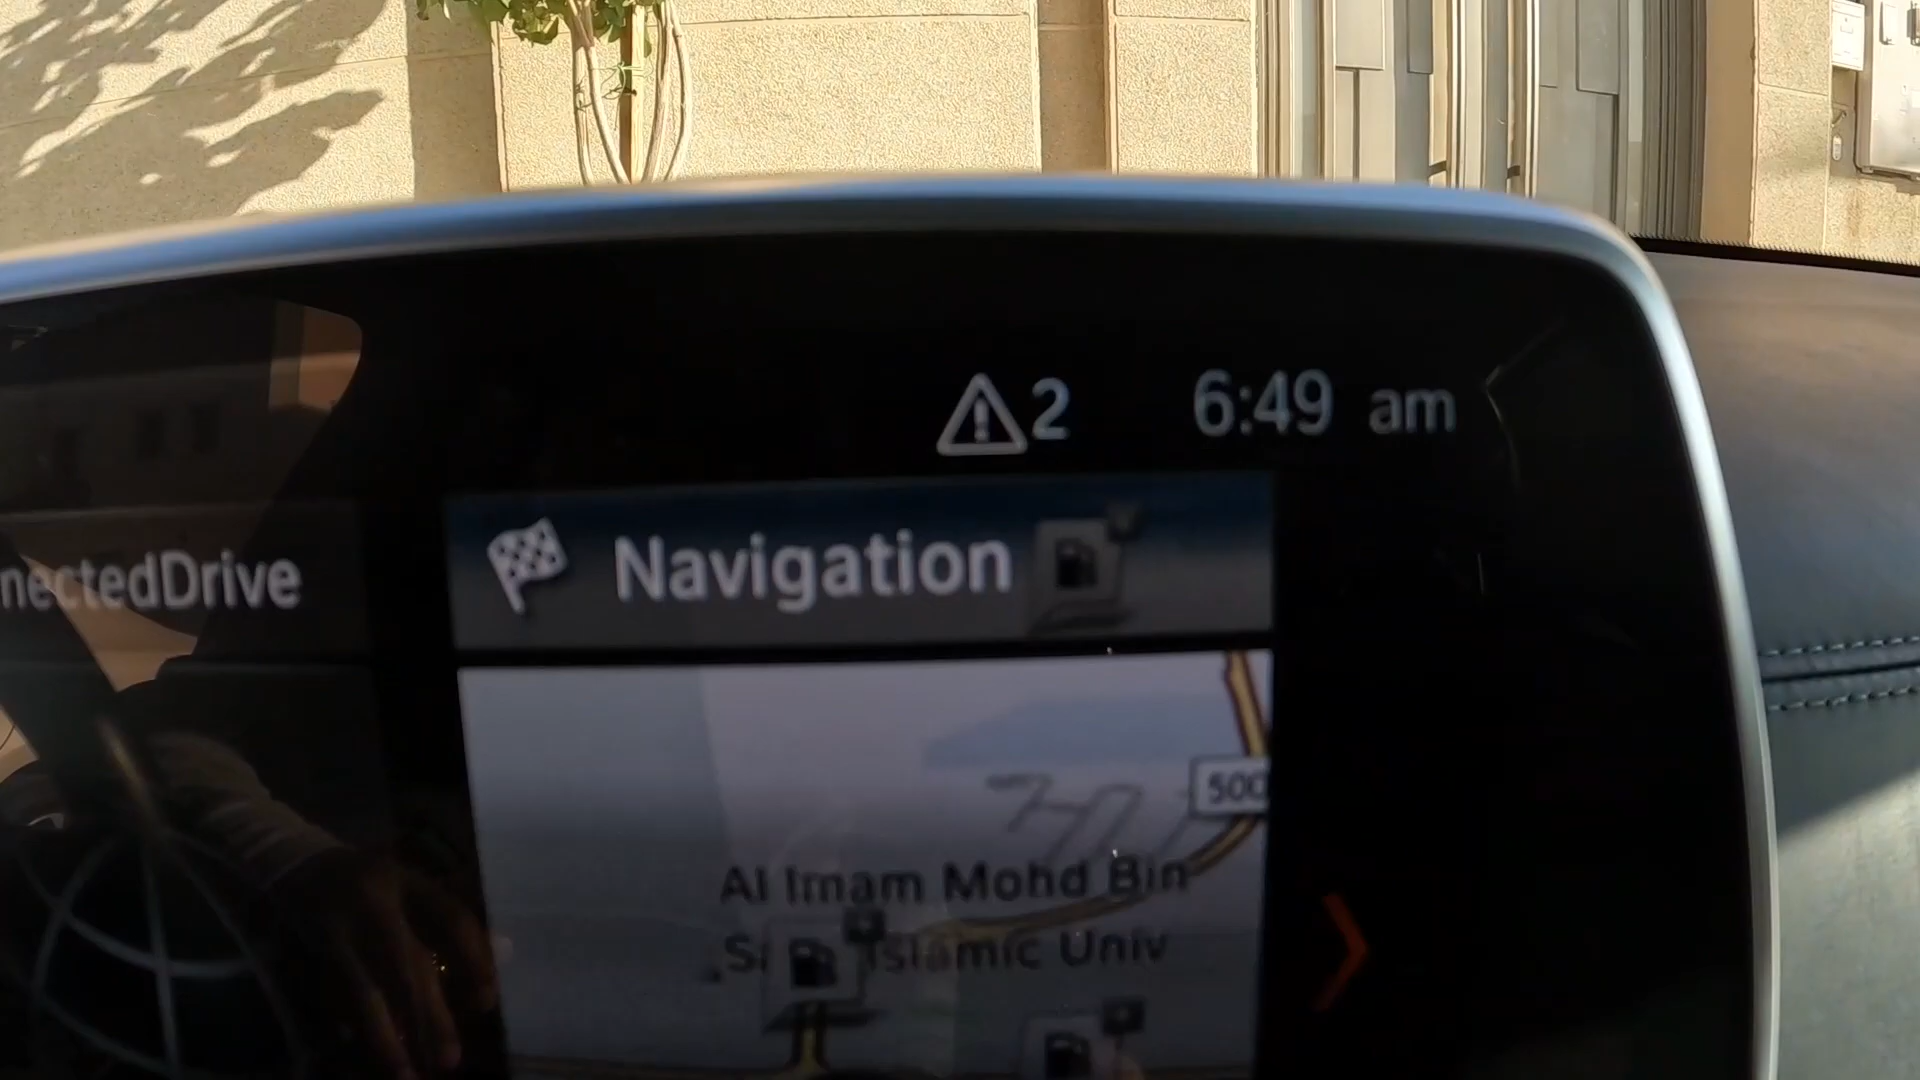 2 6:49 am
nectedDrive
Navigation
500
Al Imam Mohd Bin
Islamic Univ